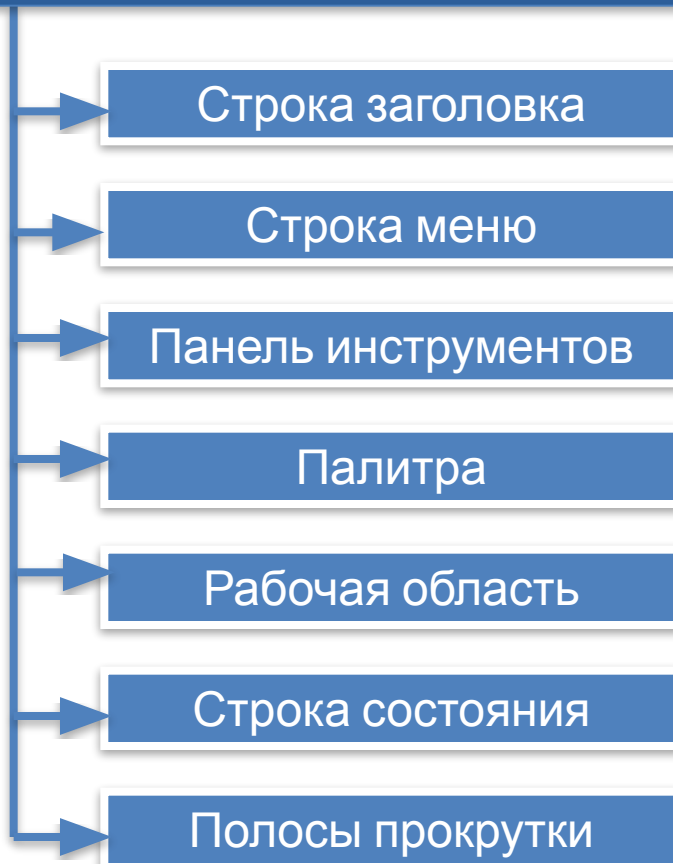 Строка заголовка
Строка меню
Панель инструментов
Палитра
Рабочая область
Строка состояния
Полосы прокрутки